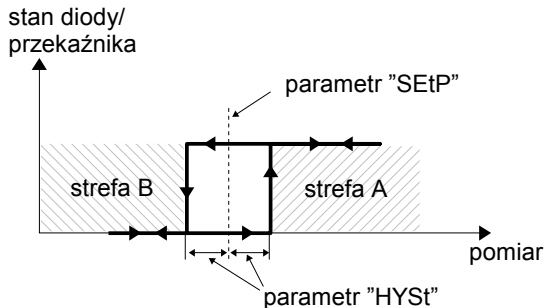 stan diody/
przekaźnika
parametr ”SEtP”
strefa B
strefa A
pomiar
parametr ”HYSt”